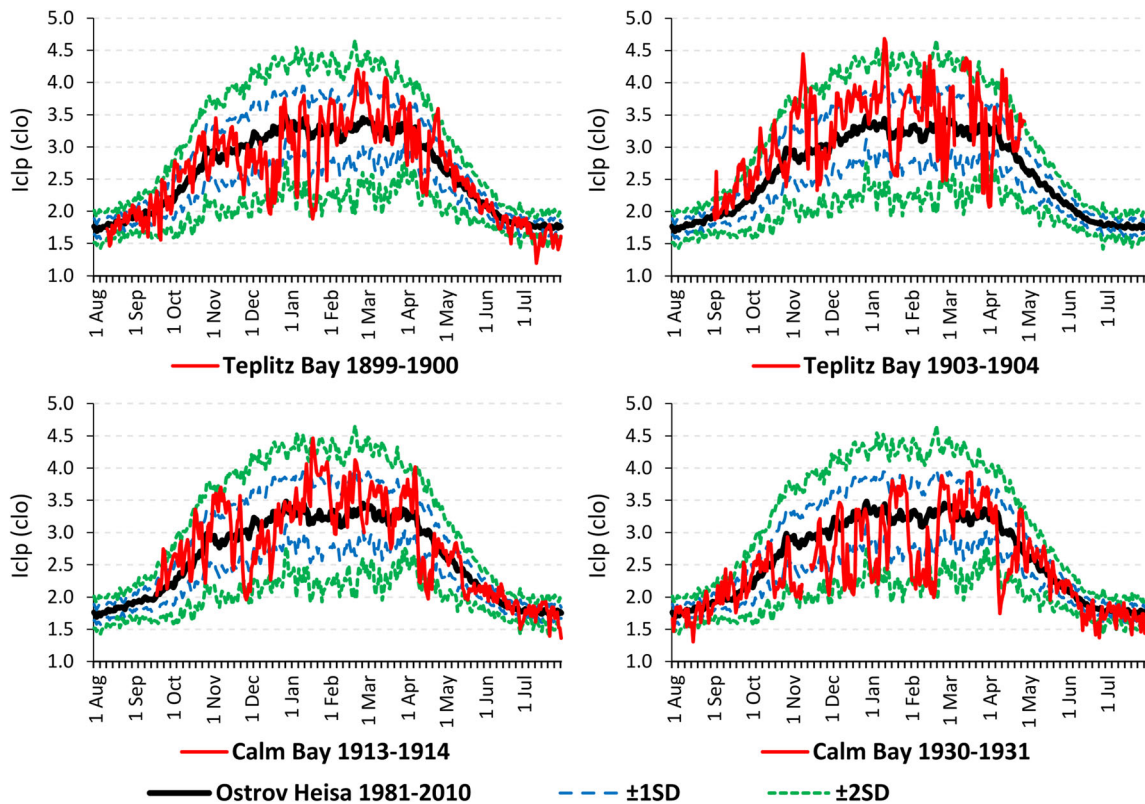 Iclp (clo)
5.0
4.5
4.0
3.5
3.0
2.5
2.0
1.5
1.0
1 Aug
1 Sep
1 Oct
1 Nov
1 Dec
1 Jan
1 Feb
1 Mar
1 Apr
1 May
1 Jun
1 Jul
Teplitz Bay 1899-1900
Iclp (clo)
5.0
4.5
4.0
3.5
3.0
2.5
2.0
1.5
1.0
1 Aug
1 Sep
1 Oct
1 Nov
1 Dec
1 Jan
1 Feb
1 Mar
1 Apr
1 May
1 Jun
1 Jul
Teplitz Bay 1903-1904
Iclp (clo)
5.0
4.5
4.0
3.5
3.0
2.5
2.0
1.5
1.0
1 Aug
1 Sep
1 Oct
1 Nov
1 Dec
1 Jan
1 Feb
1 Mar
1 Apr
1 May
1 Jun
1 Jul
Calm Bay 1913-1914
Iclp (clo)
5.0
4.5
4.0
3.5
3.0
2.5
2.0
1.5
1.0
1 Aug
1 Sep
1 Oct
1 Nov
1 Dec
1 Jan
1 Feb
1 Mar
1 Apr
1 May
1 Jun
1 Jul
Calm Bay 1930-1931
Ostrov Heisa 1981-2010 ±1SD ±2SD